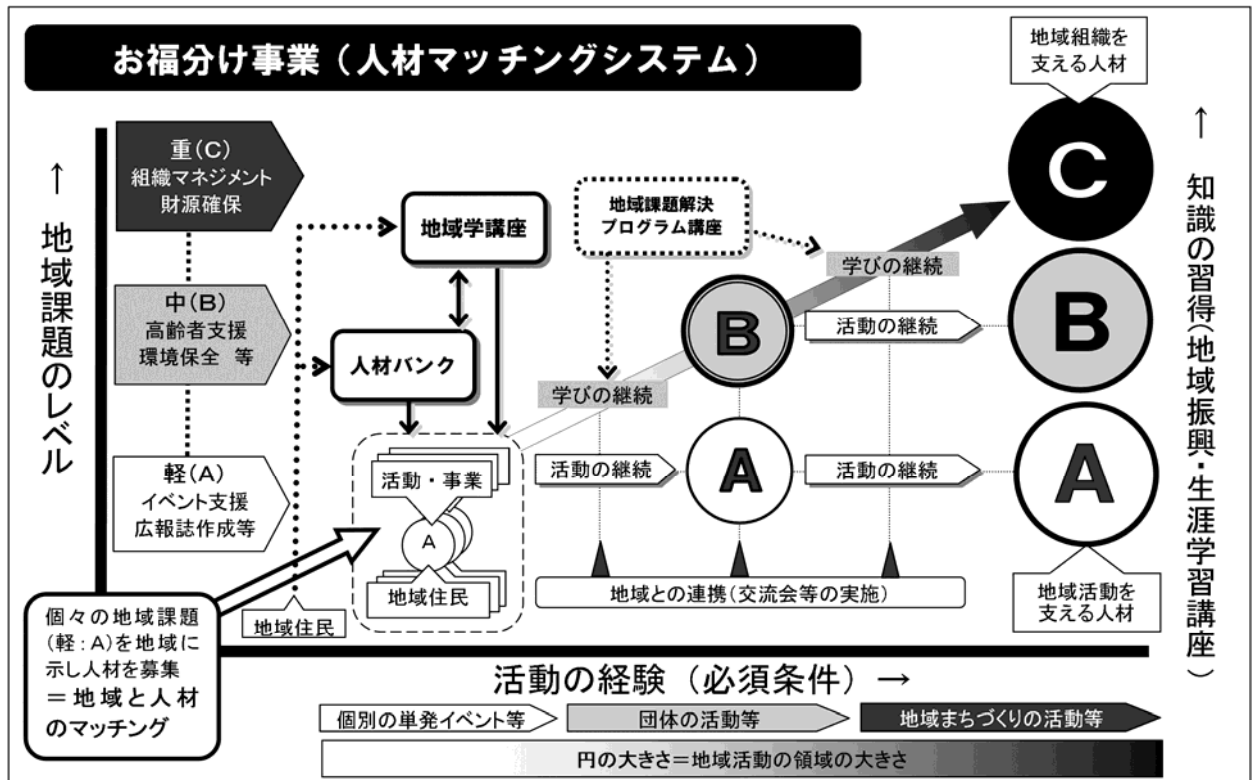 お福分け事業（人材マッチングシステム）
地域組織を
支える人材
C
B
A
地域活動を
支える人材
↑
地域課題のレベル
重(C)
組織マネジメント
財源確保
中(B)
高齢者支援
環境保全 等
軽(A)
イベント支援
広報誌作成等
地域学講座
人材バンク
地域課題解決
プログラム講座
学びの継続
学びの継続
活動の継続
B
A
活動の継続
活動の継続
活動・事業
A
地域住民
地域との連携(交流会等の実施)
地域住民
個々の地域課題
(軽：A)を地域に
示し人材を募集
＝地域と人材
のマッチング
↑
知識の習得(地域振興・生涯学習講座)
活動の経験（必須条件）→
個別の単発イベント等
団体の活動等
地域まちづくりの活動等
円の大きさ＝地域活動の領域の大きさ